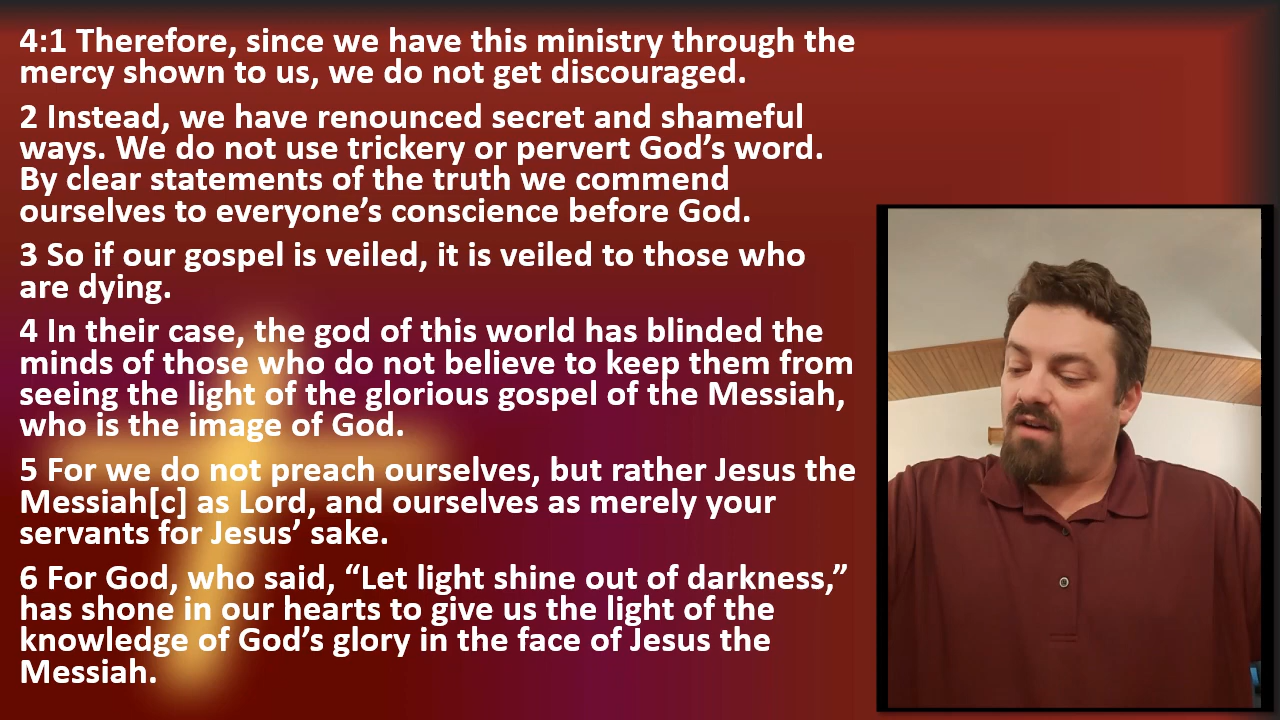 4:1 Therefore, since we have this ministry through the
mercy shown to us, we do not get discouraged.
2 Instead, we have renounced secret and shameful
ways. We do not use trickery or pervert God’s word.
By clear statements of the truth we commend
ourselves to everyone’s conscience before God.
3 So if our gospel is veiled, it is veiled to those who
are dying.
4 In their case, the god of this world has blinded the
minds of those who do not believe to keep them from
seeing the light of the glorious gospel of the Messiah,
who is the image of God.
5 For we do not preach ourselves, but rather Jesus the
Messiah[c] as Lord, and ourselves as merely your
servants for Jesus’ sake.
6 For God, who said, “Let light shine out of darkness,”
has shone in our hearts to give us the light of the
knowledge of God’s glory in the face of Jesus the
Messiah.